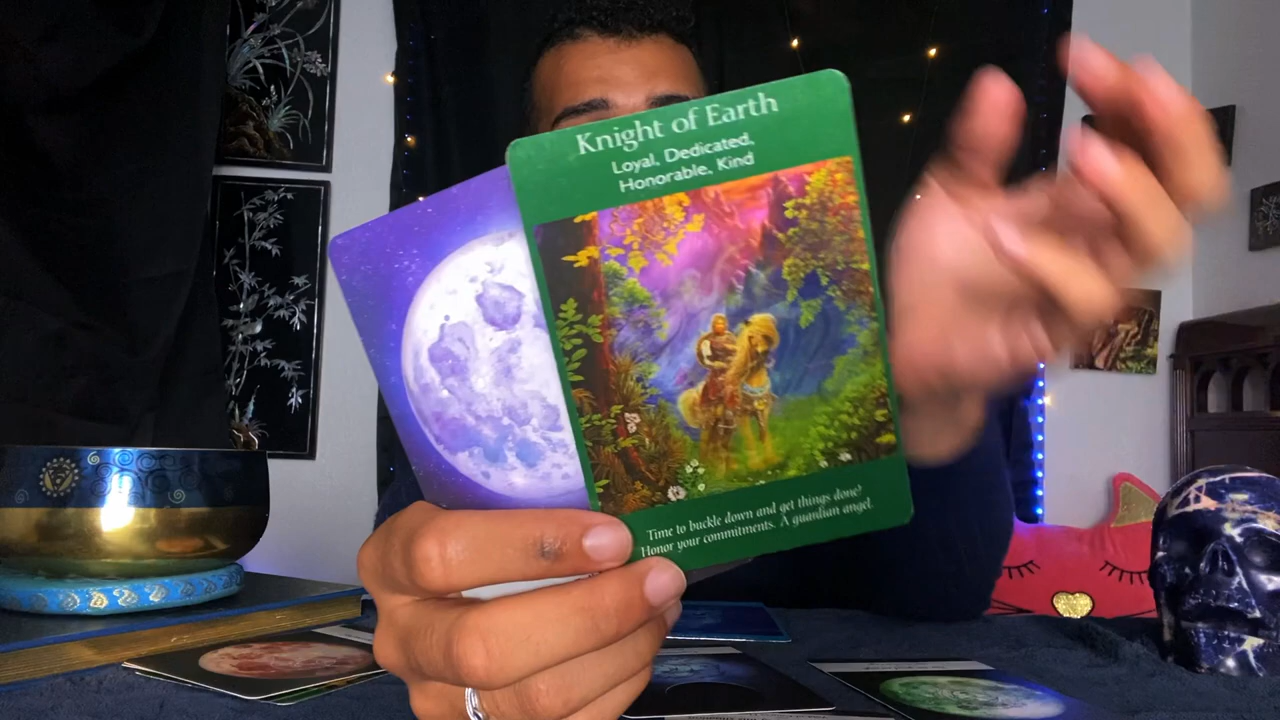 Knight of Earth
Loyal, Dedicated,
Honorable, Kind
Time to buckle down and get things done!
Honor your commitments. A guardian angel.